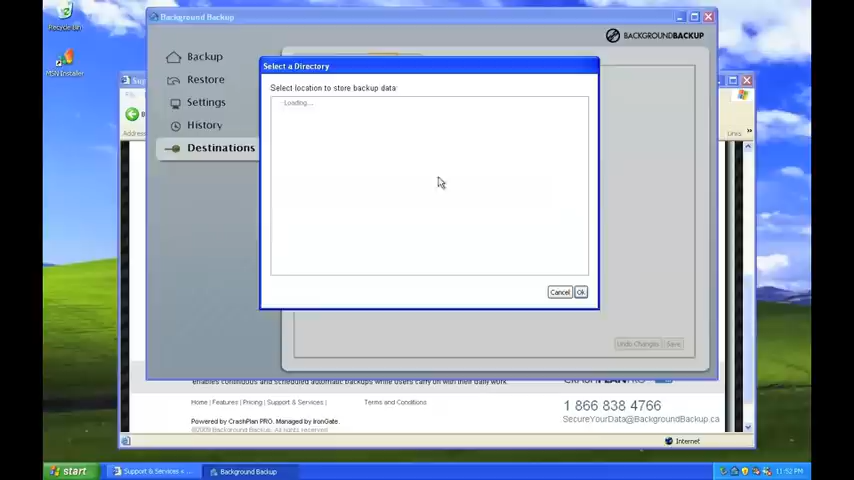 Recycle Bin
MSN Installer
Background Backup
BACKGROUNDBACKUP
Backup
Restore
Settings
History
Destinations
Select a Directory
Select location to store backup data
Loading...
Cancel
Ok
Undo Changes
Save
Links
»
enables continuous and scheduled automatic backups while users carry on with their daily work.
Home | Features | Pricing | Support & Services |
Terms and Conditions
1 866 838 4766
SecureYourData@BackgroundBackup.ca
Powered by CrashPlan PRO. Managed by IronGate.
©2009 Background Backup. All rights reserved
Internet
start
Support & Services < ...
Background Backup
11:52 PM